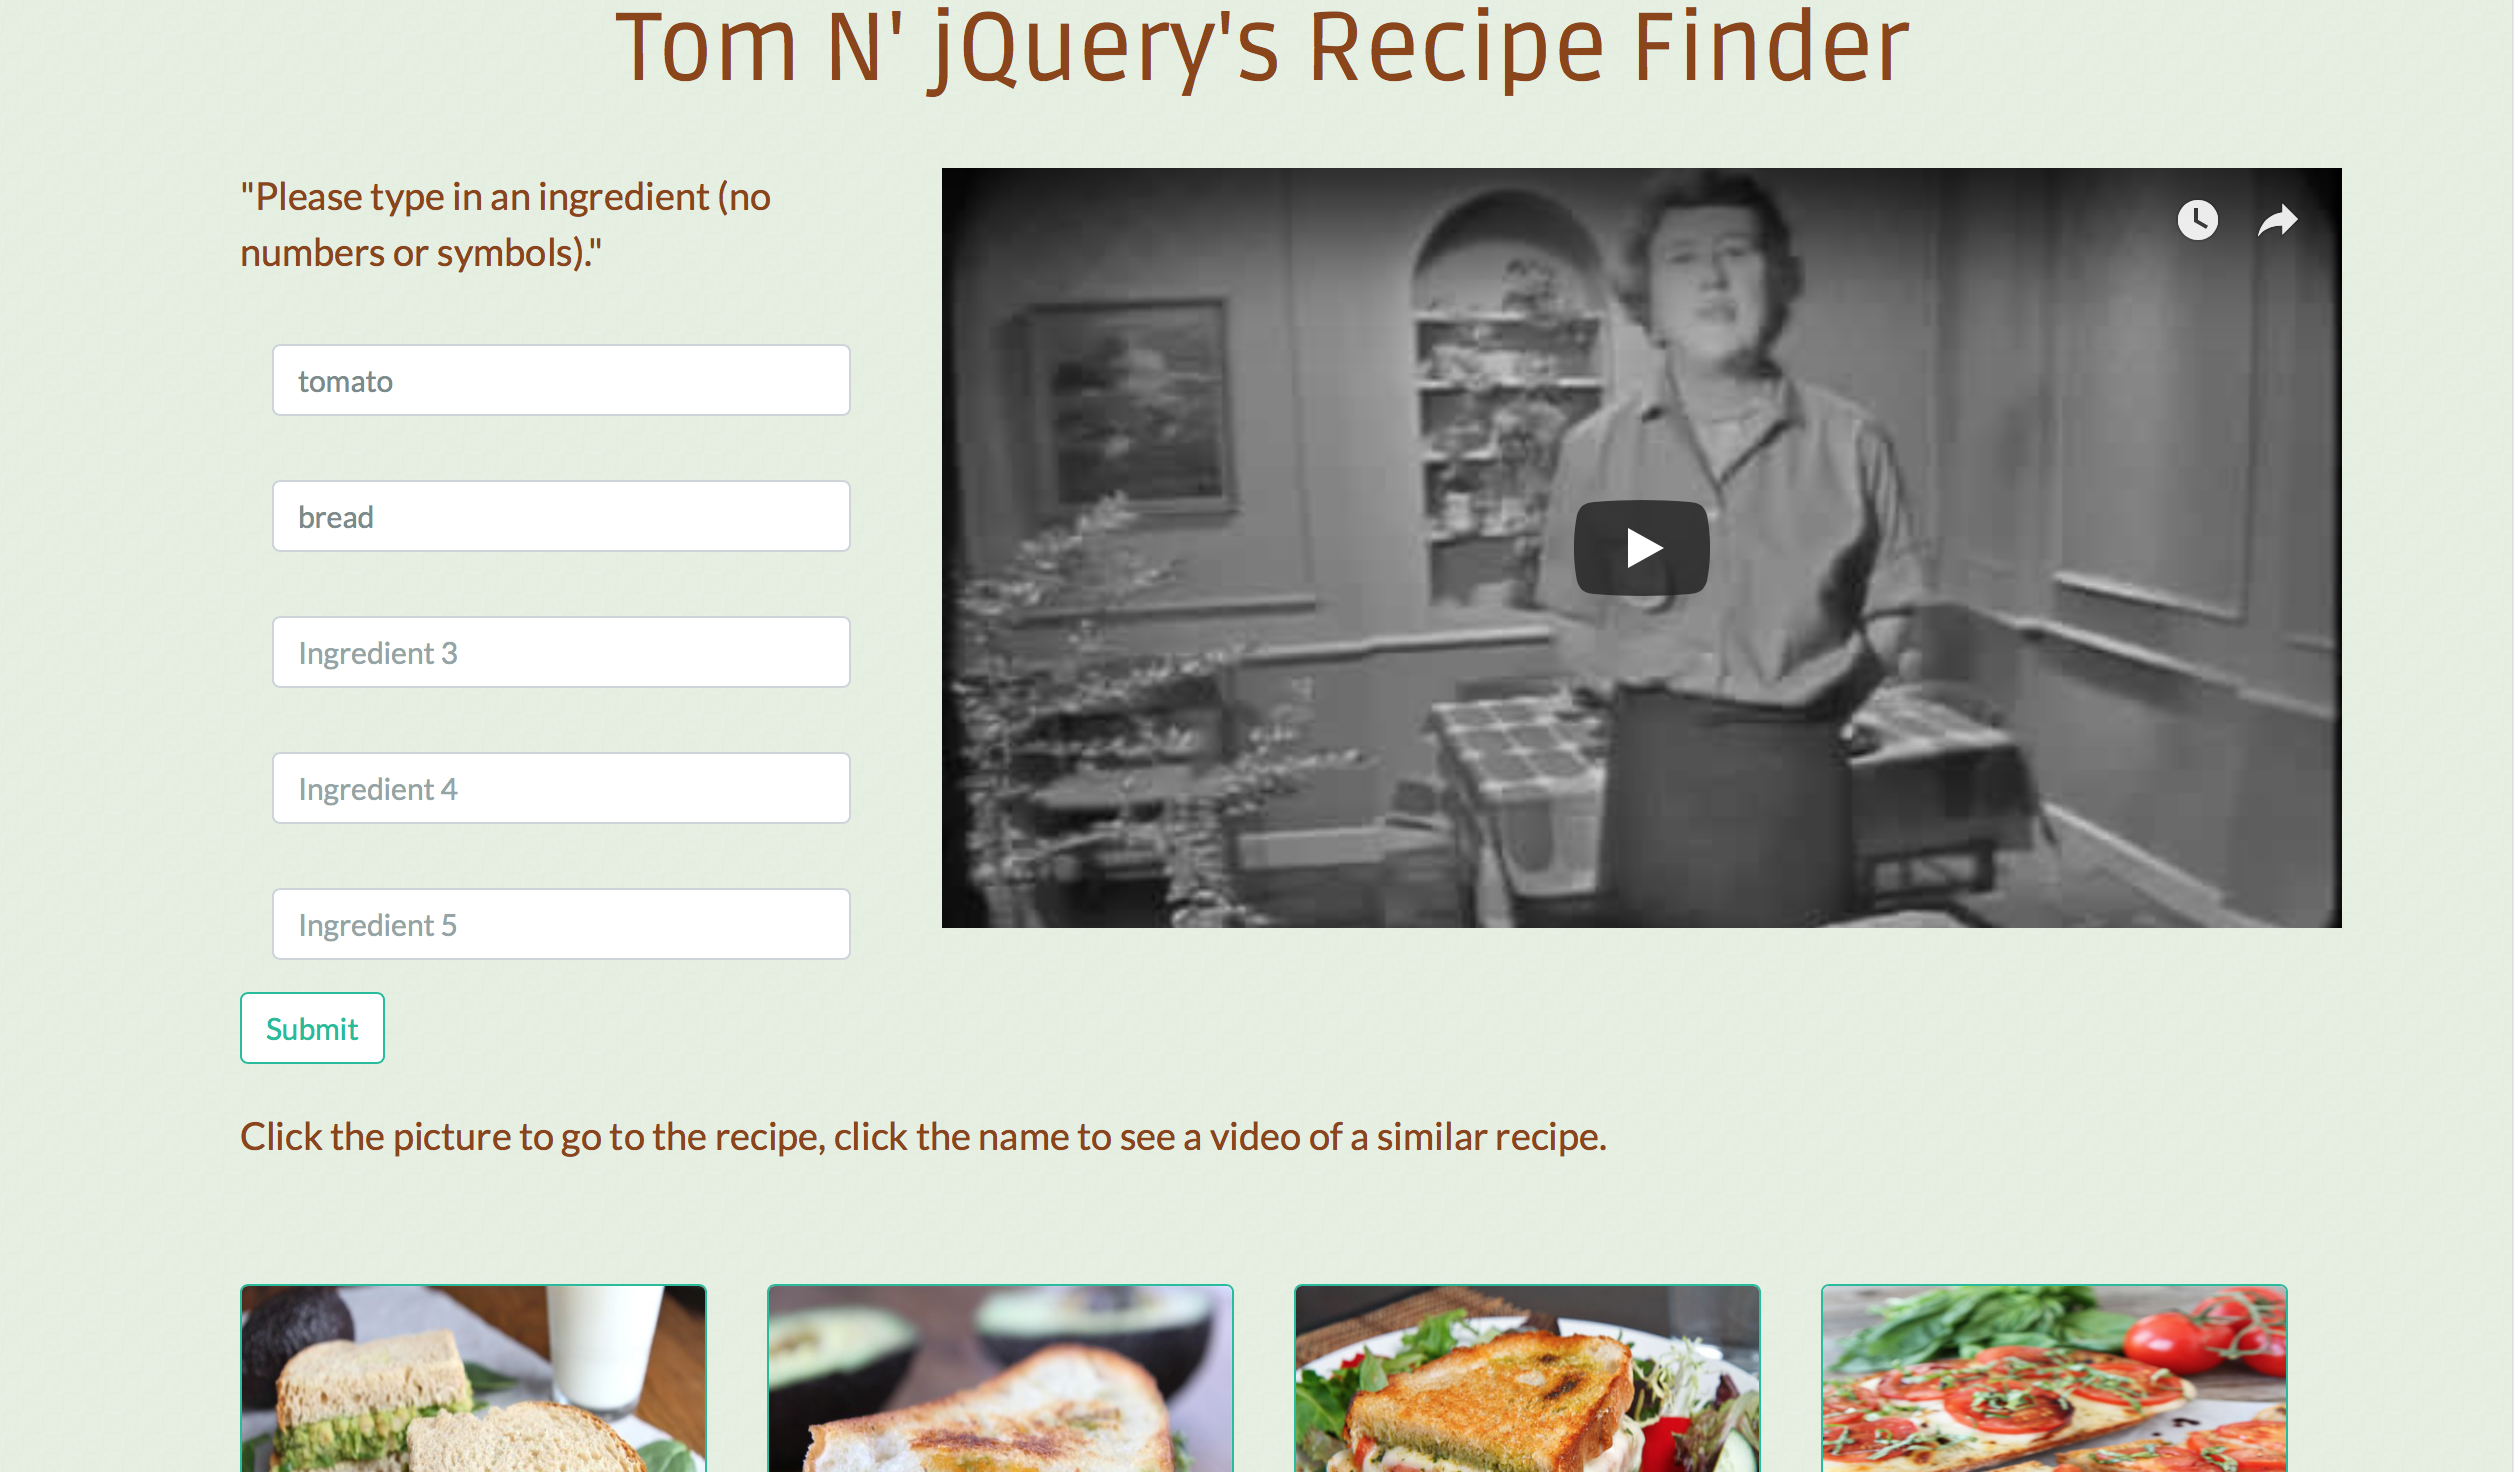 Tom N' jQuery's Recipe Finder
"Please type in an ingredient (no
numbers or symbols)."
tomato
bread
Ingredient 3
Ingredient 4
Ingredient 5
Submit
Click the picture to go to the recipe, click the name to see a video of a similar recipe.